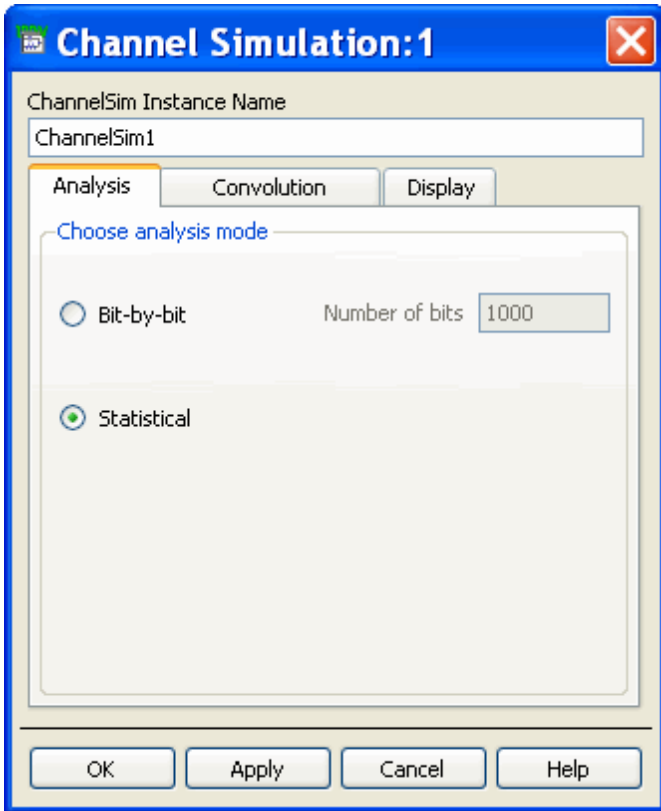 Channel Simulation:1
ChannelSim Instance Name
ChannelSim1
Analysis Convolution Display
Choose analysis mode
Bit-by-bit Number of bits 1000
Statistical
OK Apply Cancel Help